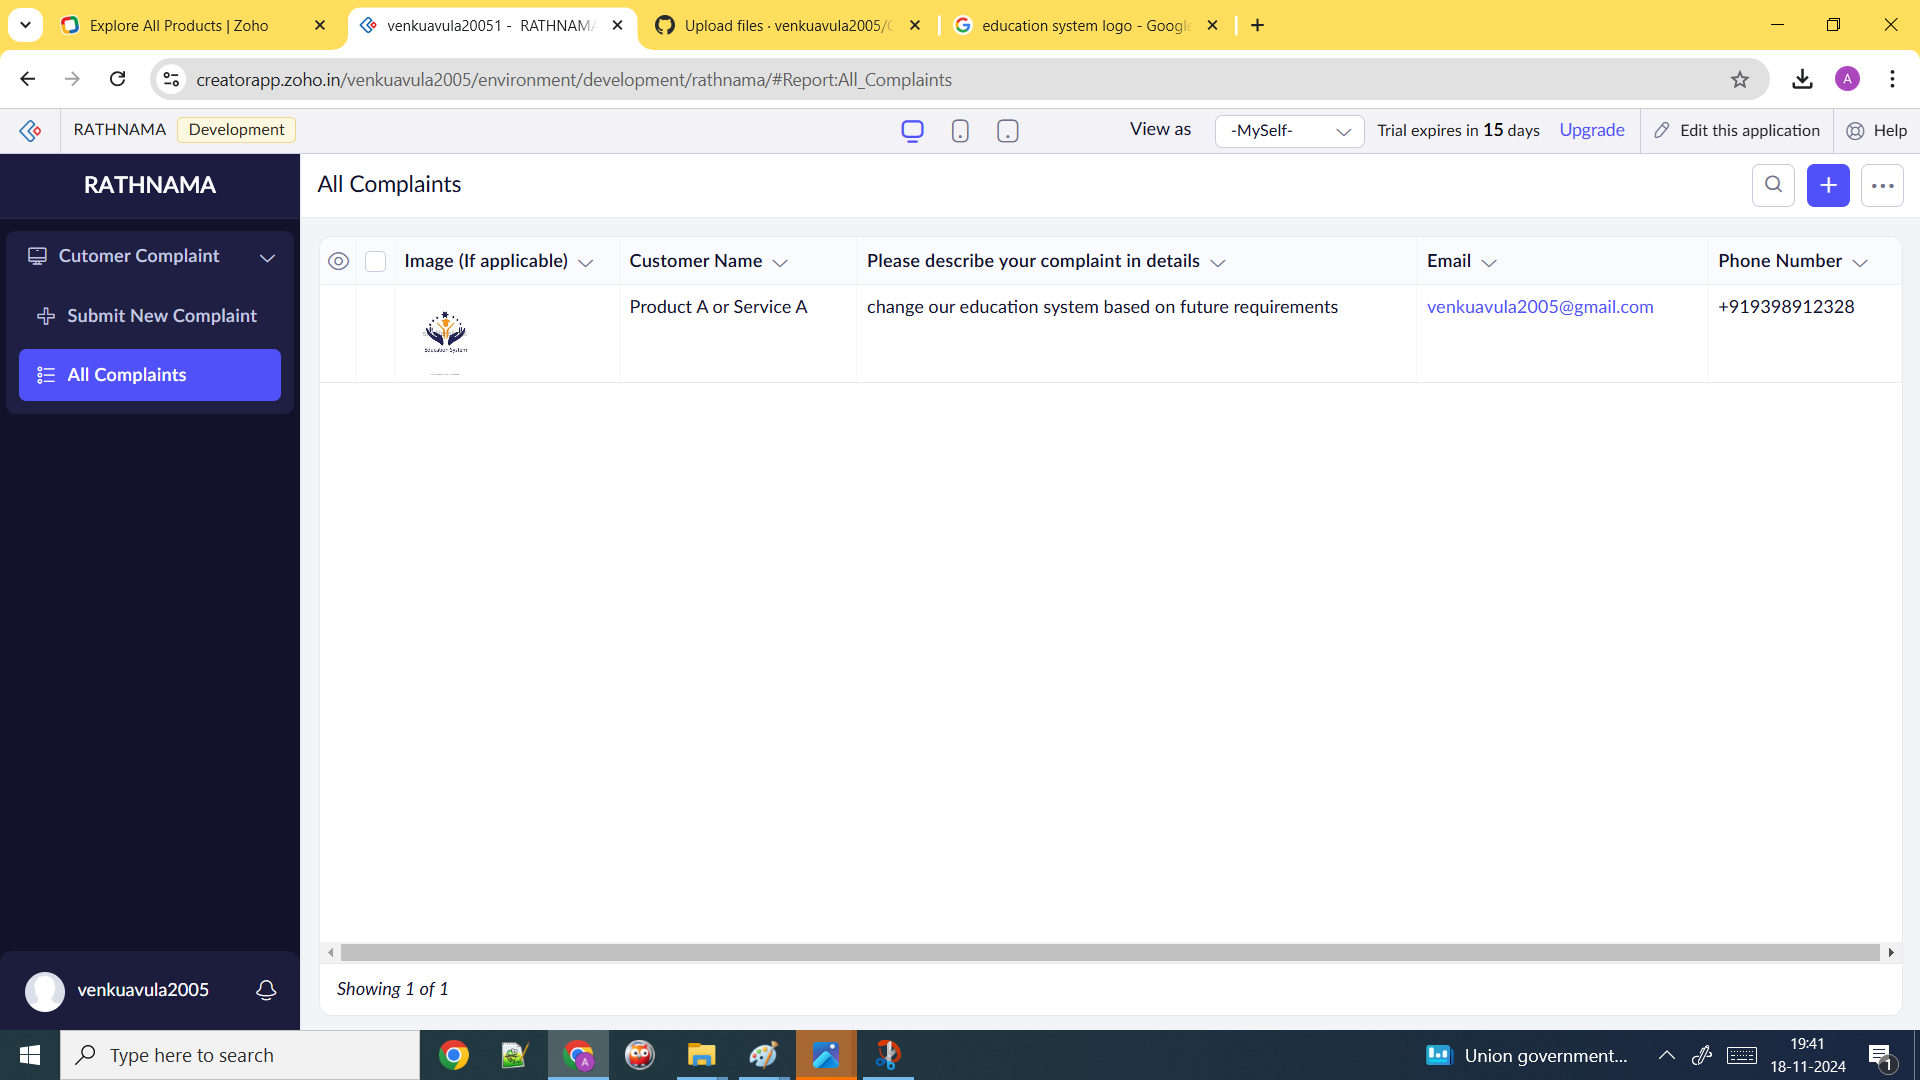 Explore All Products | Zoho
venkuavula20051 - RATHNAMA
Upload files · venkuavula2005/C
education system logo - Google
creatorapp.zoho.in/venkuavula2005/environment/development/rathnama/#Report:All_Complaints
A
RATHNAMA
Development
View as
-MySelf-
Trial expires in 15 days
Upgrade
Edit this application
Help
RATHNAMA
All Complaints
Cutomer Complaint
Submit New Complaint
All Complaints
Image (If applicable)
Customer Name
Please describe your complaint in details
Email
Phone Number
Education System
Product A or Service A
change our education system based on future requirements
venkuavula2005@gmail.com
+919398912328
Showing 1 of 1
venkuavula2005
Type here to search
A
Union government...
19:41
18-11-2024
1